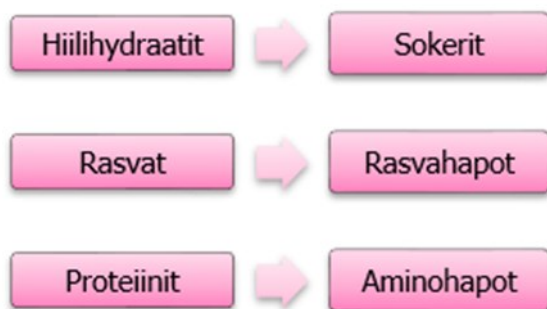 Hiilihydraatit Sokerit
Rasvat Rasvahapot
Proteiinit Aminohapot